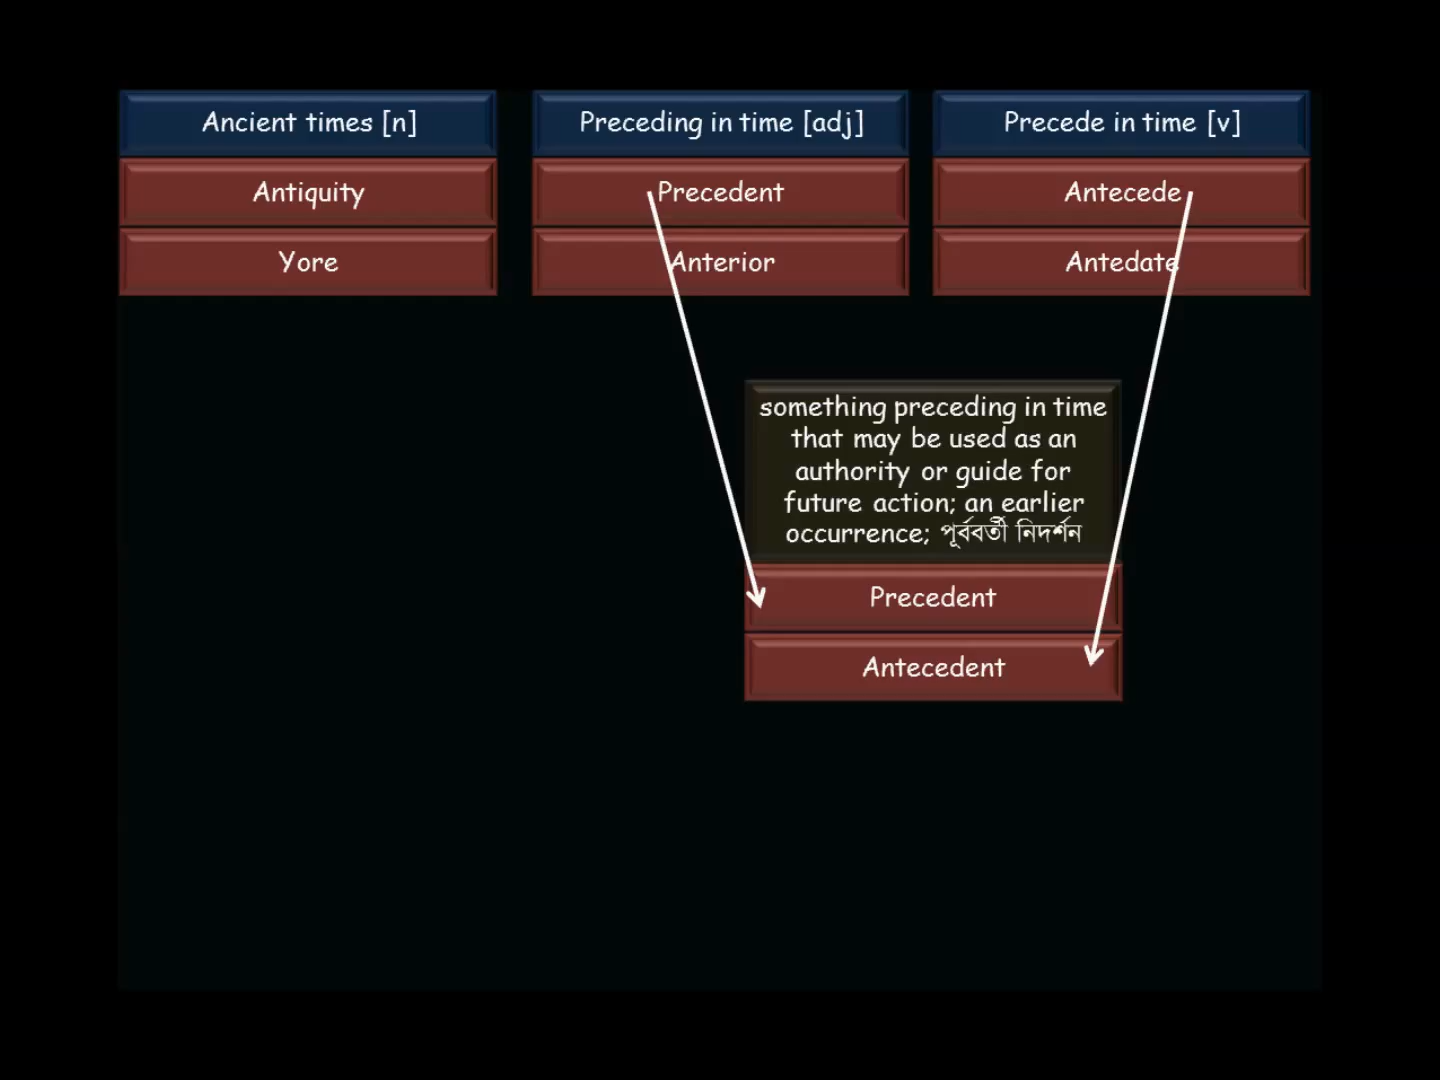 Ancient times [n]
Preceding in time [adj]
Precede in time [v]
Antiquity
Precedent
Antecede
Yore
Anterior
Antedate
something preceding in time
that may be used as an
authority or guide for
future action; an earlier
occurrence; পূর্ববর্তী নিদর্শন
Precedent
Antecedent